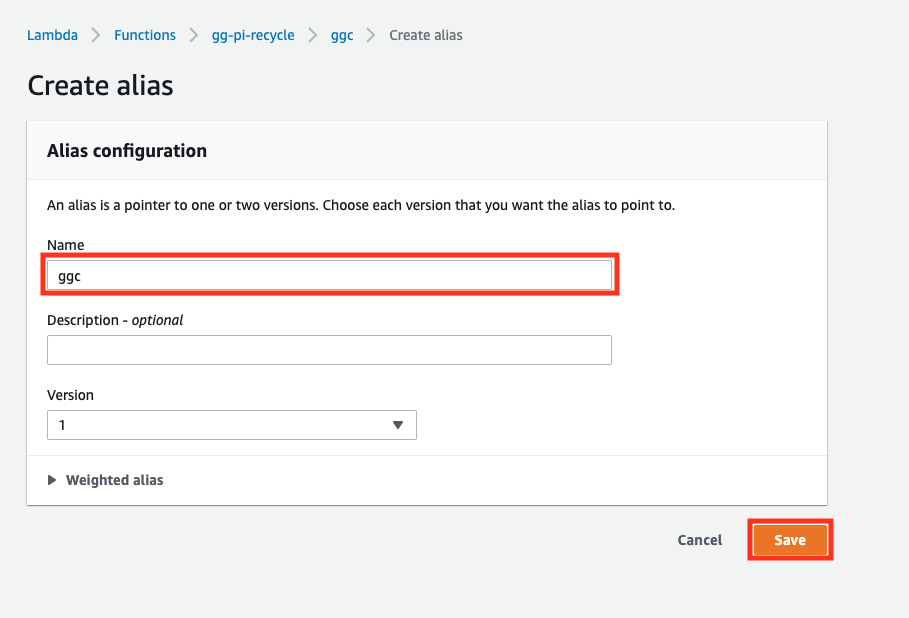 Lambda > Functions > gg-pi-recycle > ggc > Create alias
Create alias
Alias configuration
An alias is a pointer to one or two versions. Choose each version that you want the alias to point to.
Name
ggc
Description - optional
Version
1
Weighted alias
Cancel
Save